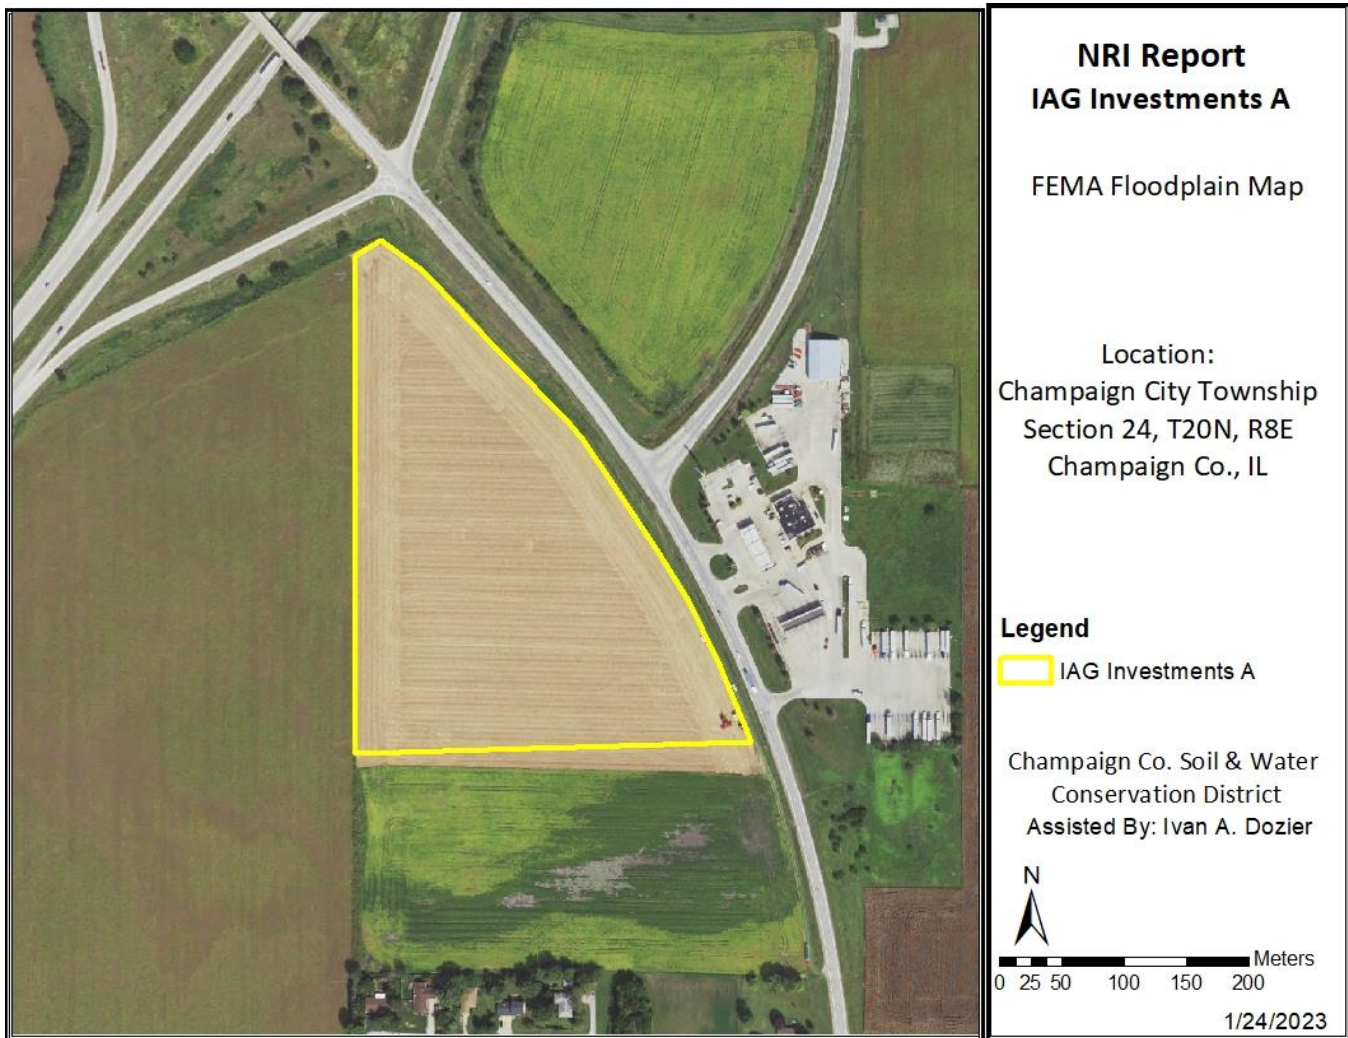 NRI Report
IAG Investments A
FEMA Floodplain Map
Location:
Champaign City Township
Section 24, T20N, R8E
Champaign Co., IL
Legend
IAG Investments A
Champaign Co. Soil & Water
Conservation District
Assisted By: Ivan A. Dozier
N
Meters
0 25 50 100 150 200
1/24/2023